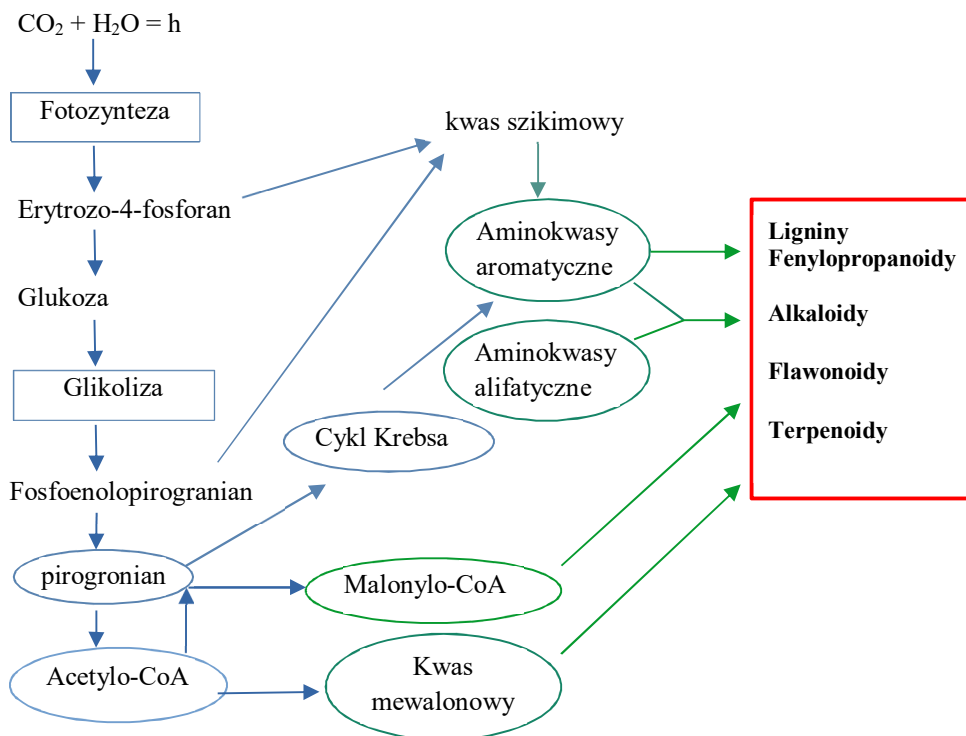 CO₂ + H₂O = h
Fotozynteza
kwas szikimowy
Erytrozo-4-fosforan
Aminokwasy
aromatyczne
Ligniny
Fenylopropanoidy
Glukoza
Alkaloidy
Aminokwasy
alifatyczne
Flawonoidy
Glikoliza
Terpenoidy
Cykl Krebsa
Fosfoenolopirogranian
pirogronian
Malonylo-CoA
Acetylo-CoA
Kwas
mewalonowy